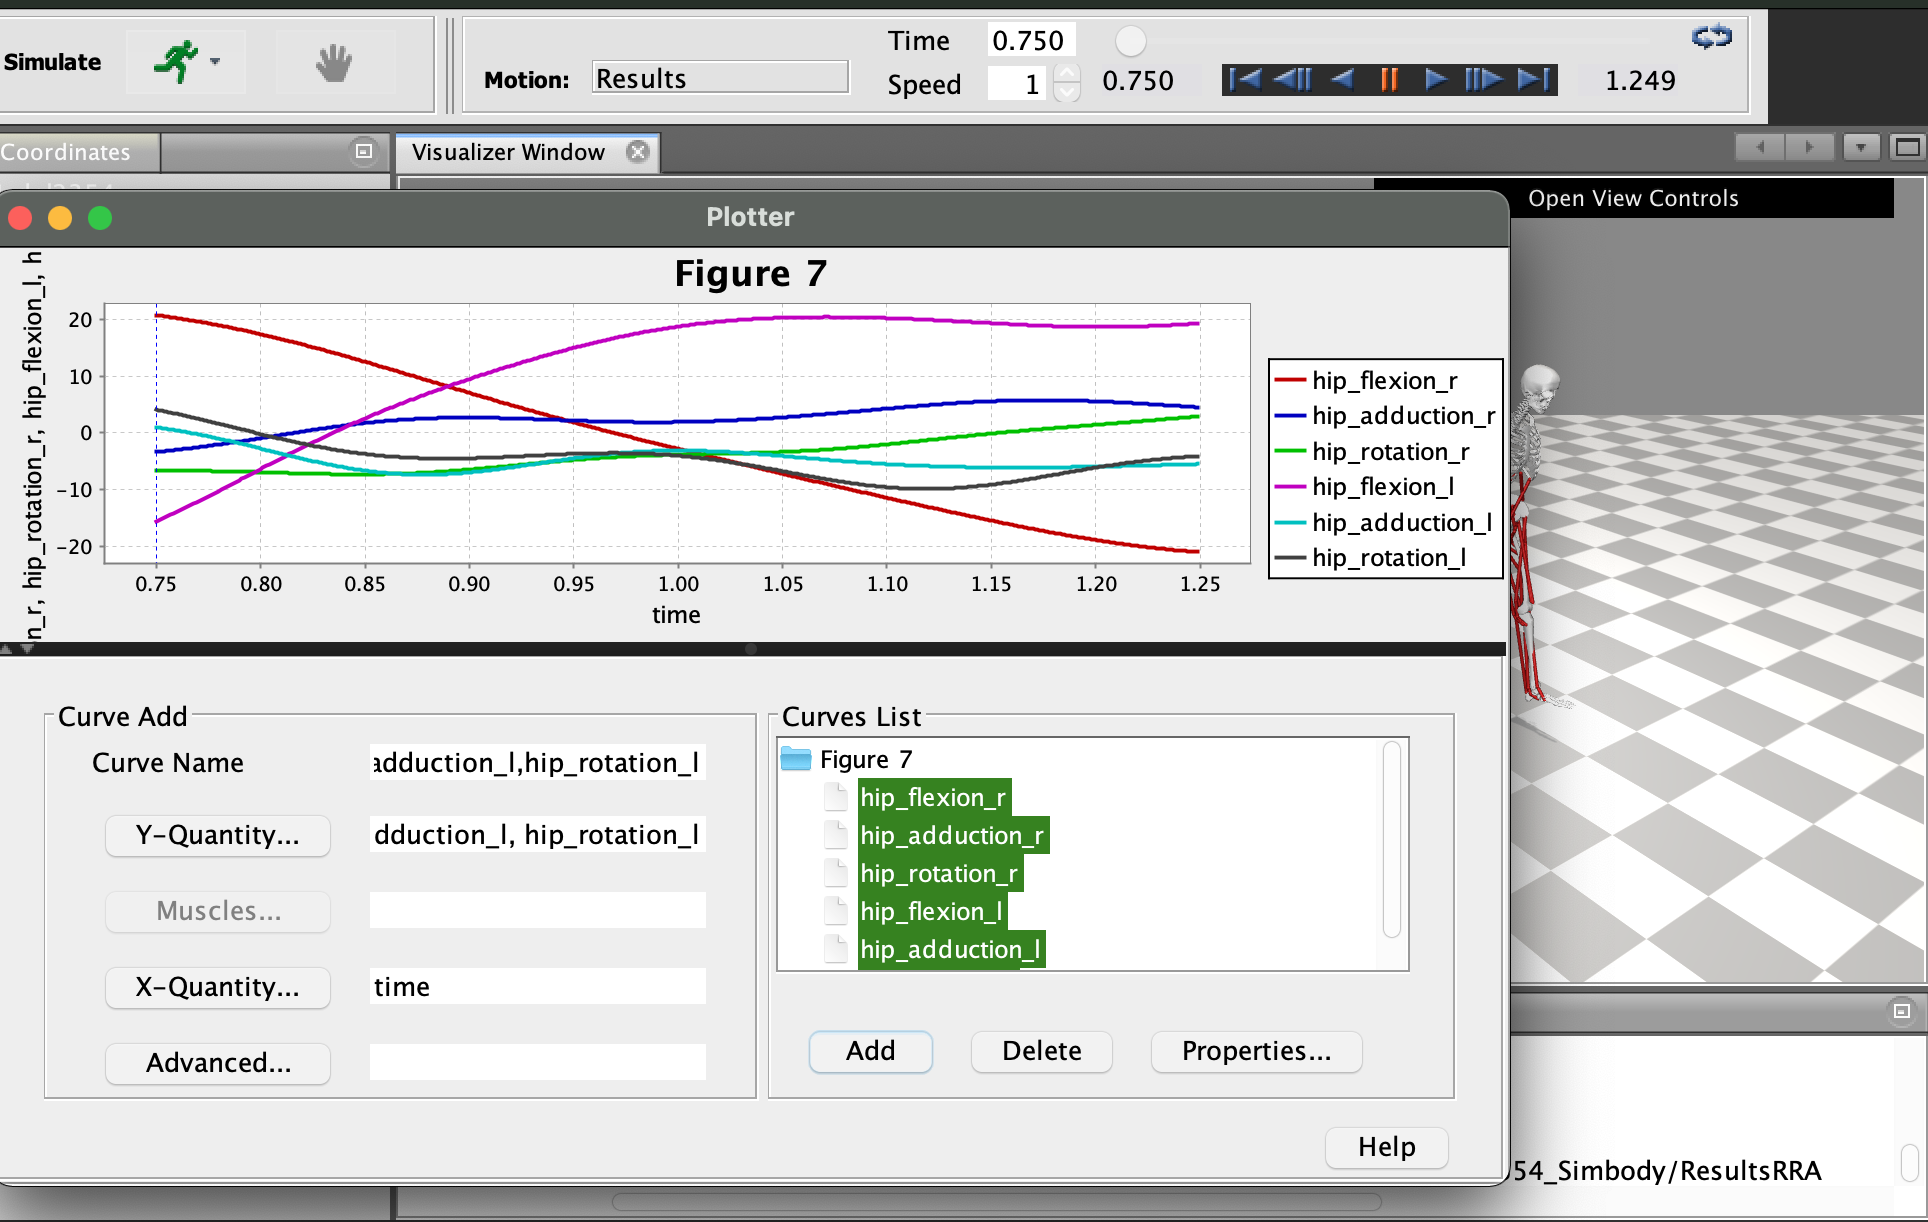 Simulate
Motion:
Results
Time
0.750
Speed
1
0.750
1.249
Coordinates
Visualizer Window
Open View Controls
Plotter
Figure 7
n_r, hip_rotation_r, hip_flexion_l, h
20
10
0
-10
-20
0.75
0.80
0.85
0.90
0.95
1.00
1.05
1.10
1.15
1.20
1.25
time
hip_flexion_r
hip_adduction_r
hip_rotation_r
hip_flexion_l
hip_adduction_l
hip_rotation_l
Curve Add
Curve Name
adduction_l,hip_rotation_l
Y-Quantity...
dduction_l, hip_rotation_l
Muscles...
X-Quantity...
time
Advanced...
Curves List
Figure 7
hip_flexion_r
hip_adduction_r
hip_rotation_r
hip_flexion_l
hip_adduction_l
Add
Delete
Properties...
Help
54_Simbody/ResultsRRA